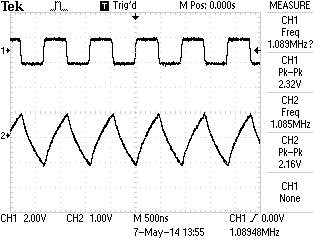 Tek T Trig'd M Pos: 0.000s MEASURE
CH1
Freq
1.089MHz?
CH1
Pk-Pk
2.32V
CH2
Freq
1.085MHz
CH2
Pk-Pk
2.16V
CH1
None
1
2
CH1 2.00V CH2 1.00V M 500ns CH1 / 0.00V
7-May-14 13:55 1.08948MHz